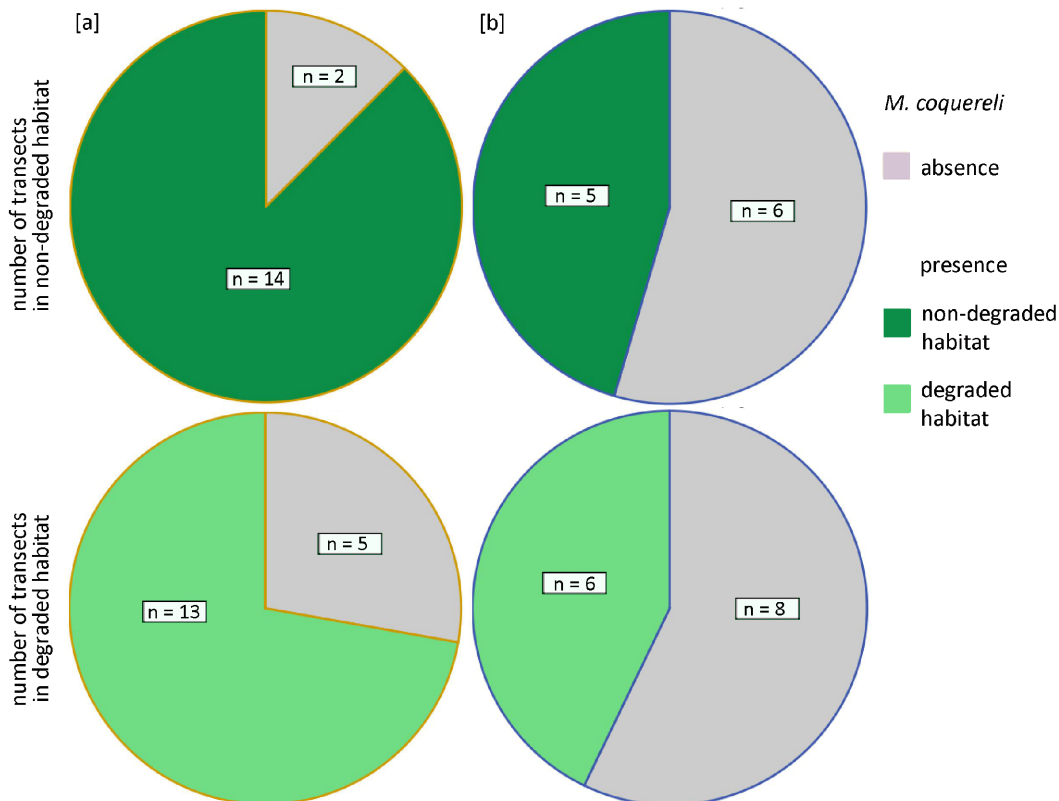 [a]
[b]
number of transects
in non-degraded habitat
n = 2
n = 14
n = 5
n = 6
M. coquereli
absence
presence
non-degraded
habitat
degraded
habitat
number of transects
in degraded habitat
n = 5
n = 13
n = 6
n = 8